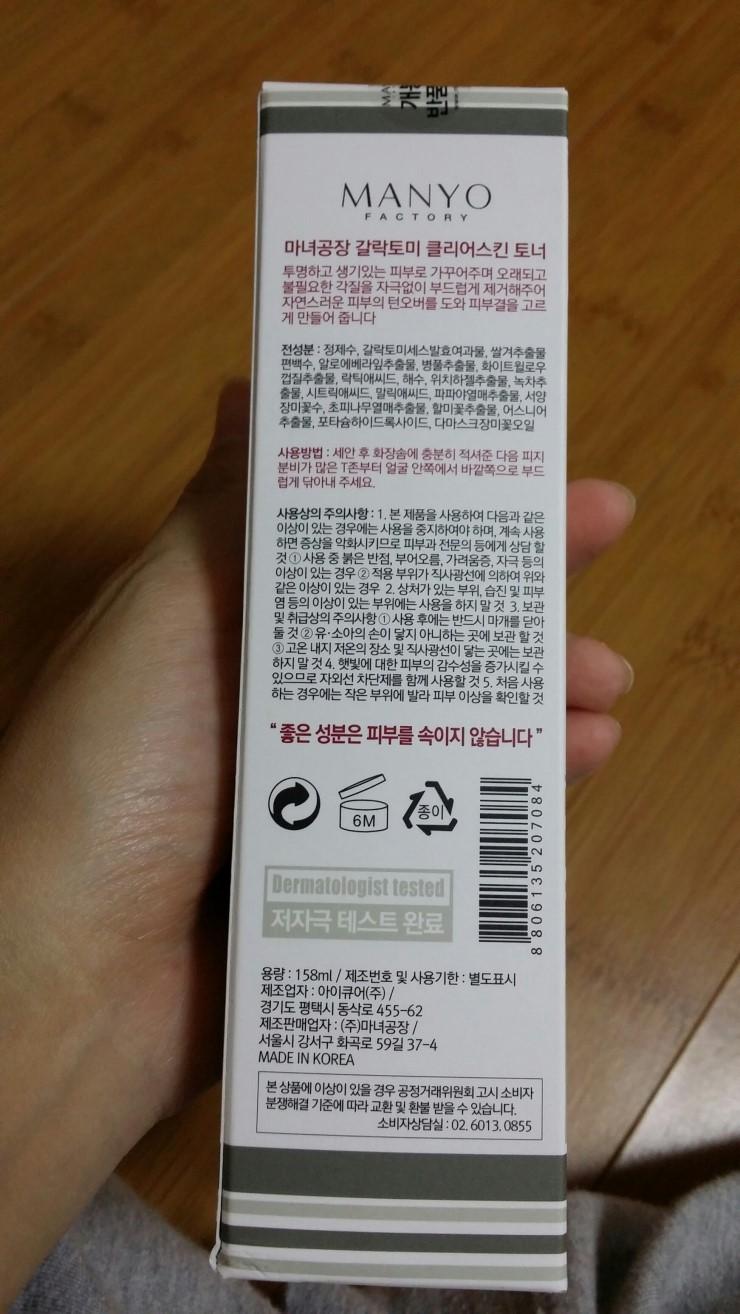 MANYO
FACTORY
마녀공장 갈락토미 클리어스킨 토너
투명하고 생기있는 피부로 가꾸어주며 오래되고
불필요한 각질을 자극없이 부드럽게 제거해주어
자연스러운 피부의 턴오버를 도와 피부결을 고르
게 만들어 줍니다
전성분 : 정제수, 갈락토미세스발효여과물, 쌀겨추출물
편백수, 알로에베라잎추출물, 병풀추출물, 화이트윌로우
껍질추출물, 락틱애씨드, 해수, 위치하젤추출물, 녹차추
출물, 시트릭애씨드, 말릭애씨드, 파파야열매추출물, 서양
장미꽃수, 초피나무열매추출물, 할미꽃추출물, 어스니어
추출물, 포타슘하이드록사이드, 다마스크장미꽃오일
사용방법 : 세안 후 화장솜에 충분히 적셔준 다음 피지
분비가 많은 T존부터 얼굴 안쪽에서 바깥쪽으로 부드
럽게 닦아내 주세요.
사용상의 주의사항 : 1. 본 제품을 사용하여 다음과 같은
이상이 있는 경우에는 사용을 중지하여야 하며, 계속 사용
하면 증상을 악화시키므로 피부과 전문의 등에게 상담 할
것 ① 사용 중 붉은 반점, 부어오름, 가려움증, 자극 등의
이상이 있는 경우 ② 적용 부위가 직사광선에 의하여 위와
같은 이상이 있는 경우 2. 상처가 있는 부위, 습진 및 피부
염 등의 이상이 있는 부위에는 사용을 하지 말 것 3. 보관
및 취급상의 주의사항 ① 사용 후에는 반드시 마개를 닫아
둘 것 ② 유·소아의 손이 닿지 아니하는 곳에 보관 할 것
③ 고온 내지 저온의 장소 및 직사광선이 닿는 곳에는 보관
하지 말 것 4. 햇빛에 대한 피부의 감수성을 증가시킬 수
있으므로 자외선 차단제를 함께 사용할 것 5. 처음 사용
하는 경우에는 작은 부위에 발라 피부 이상을 확인할 것
“ 좋은 성분은 피부를 속이지 않습니다 ”
6M
종이
8806135207084
Dermatologist tested
저자극 테스트 완료
용량 : 158ml / 제조번호 및 사용기한 : 별도표시
제조업자 : 아이큐어(주) /
경기도 평택시 동삭로 455-62
제조판매업자 : (주)마녀공장 /
서울시 강서구 화곡로 59길 37-4
MADE IN KOREA
본 상품에 이상이 있을 경우 공정거래위원회 고시 소비자
분쟁해결 기준에 따라 교환 및 환불 받을 수 있습니다.
소비자상담실 : 02. 6013. 0855